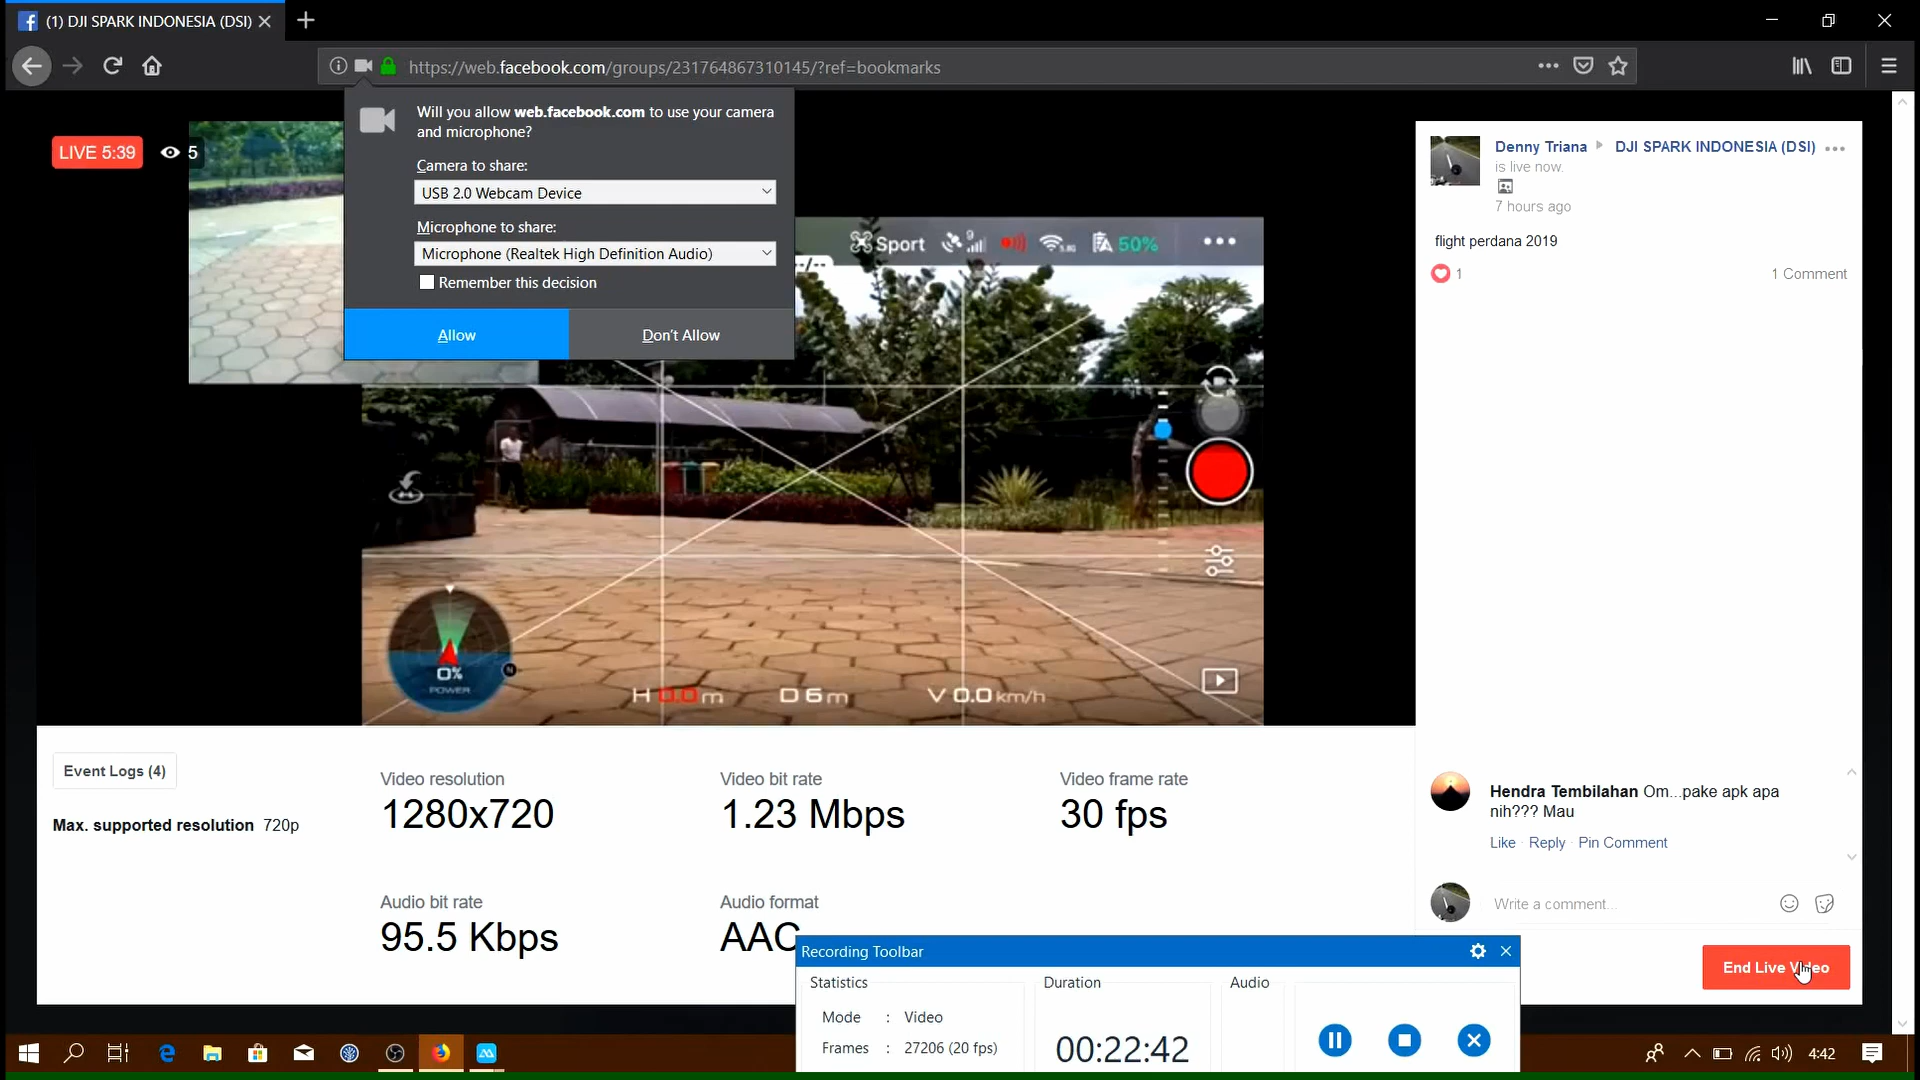 (1) DJI SPARK INDONESIA (DSI)
https://web.facebook.com/groups/231764867310145/?ref=bookmarks
Will you allow web.facebook.com to use your camera
and microphone?
Camera to share:
USB 2.0 Webcam Device
Microphone to share:
Microphone (Realtek High Definition Audio)
Remember this decision
Allow
Don't Allow
LIVE 5:39
5
Sport
9
50%
--/--
0%
POWER
N
H 0.0 m
D 6 m
V 0.0 km/h
Denny Triana
DJI SPARK INDONESIA (DSI)
is live now.
7 hours ago
flight perdana 2019
1
1 Comment
Event Logs (4)
Max. supported resolution 720p
Video resolution
1280x720
Video bit rate
1.23 Mbps
Video frame rate
30 fps
Audio bit rate
95.5 Kbps
Audio format
AAC
Hendra Tembilahan Om...pake apk apa
nih??? Mau
Like · Reply · Pin Comment
Write a comment...
End Live Video
Recording Toolbar
Statistics
Mode : Video
Frames : 27206 (20 fps)
Duration
00:22:42
Audio
4:42